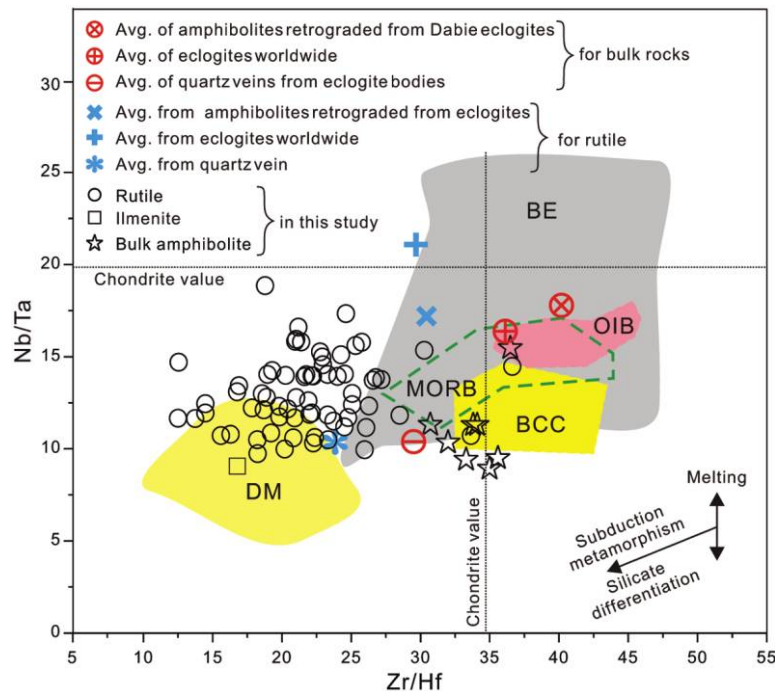 Avg. of amphibolites retrograded from Dabie eclogites
Avg. of eclogites worldwide
Avg. of quartz veins from eclogite bodies
for bulk rocks
Avg. from amphibolites retrograded from eclogites
Avg. from eclogites worldwide
Avg. from quartz vein
for rutile
Rutile
Ilmenite
Bulk amphibolite
in this study
BE
Chondrite value
OIB
MORB
BCC
DM
Chondrite value
Melting
Subduction
metamorphism
Silicate
differentiation
Nb/Ta
30
25
20
15
10
5
0
5 10 15 20 25 30 35 40 45 50 55
Zr/Hf